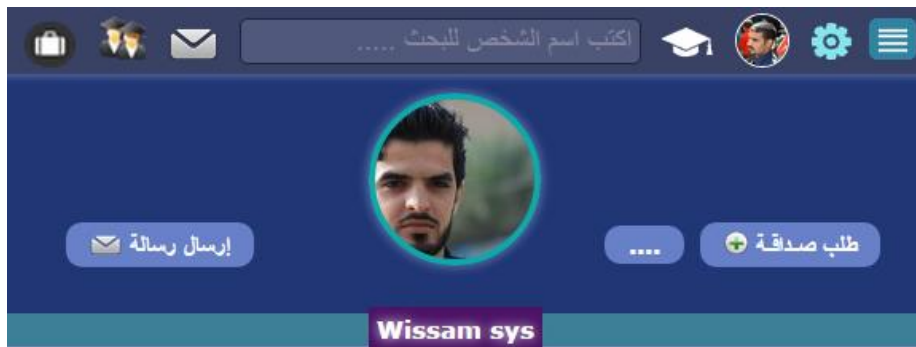 اكتب اسم الشخص للبحث .....
طلب صداقة
....
إرسال رسالة
Wissam sys